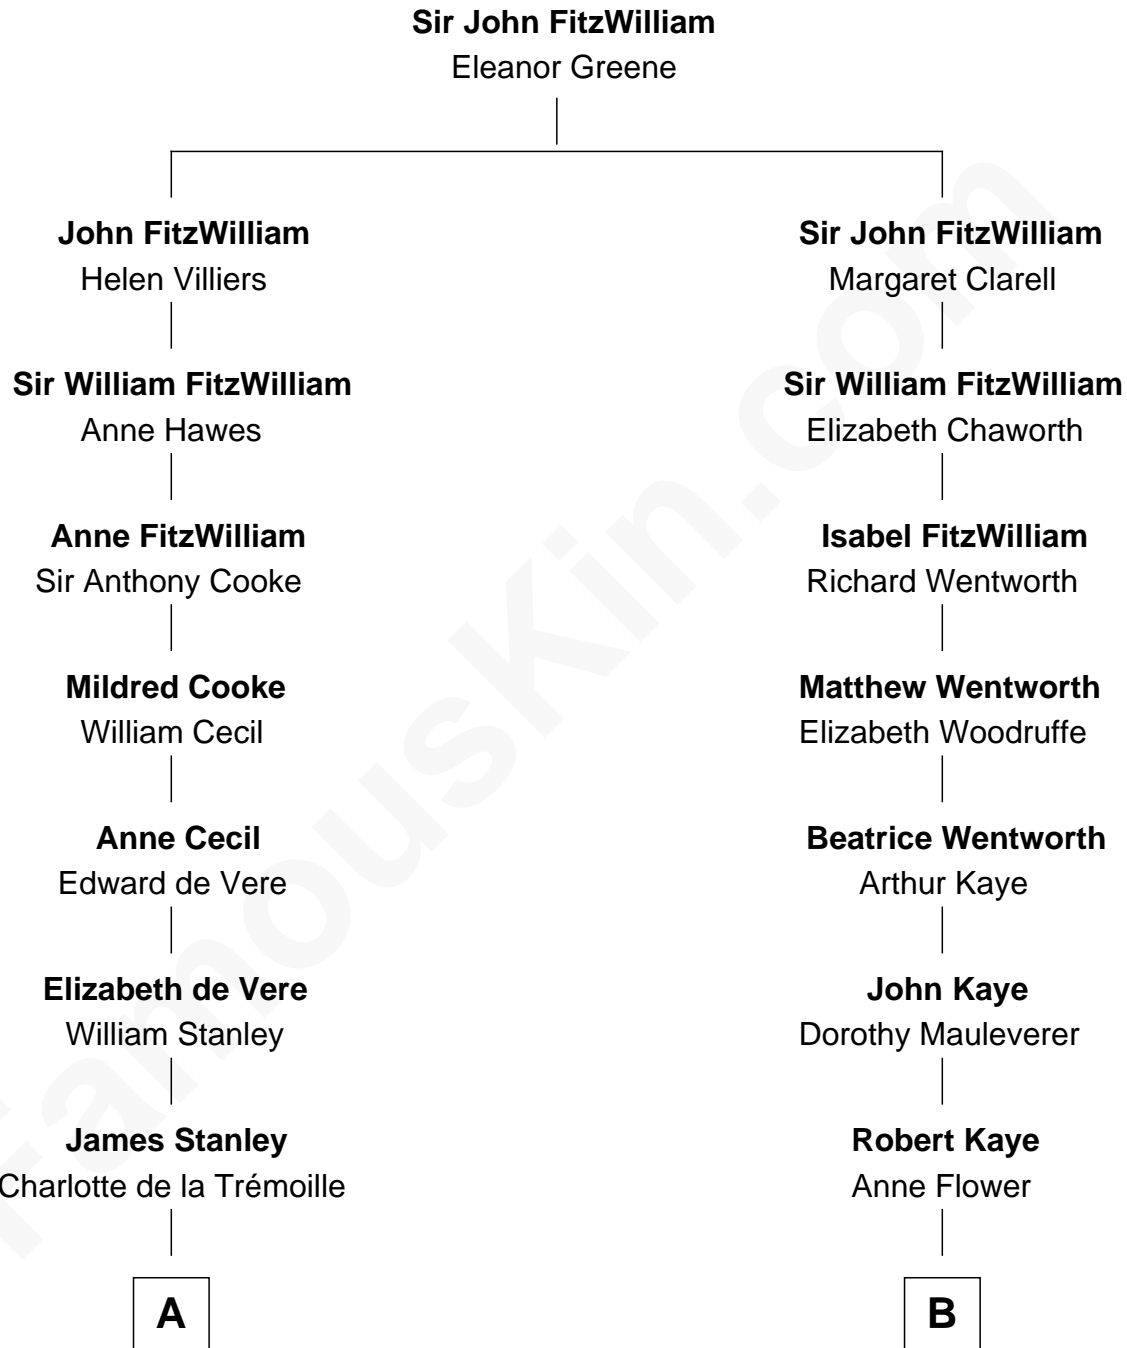 Sir John FitzWilliam
Eleanor Greene
John FitzWilliam
Helen Villiers
Sir William FitzWilliam
Anne Hawes
Anne FitzWilliam
Sir Anthony Cooke
Mildred Cooke
William Cecil
Anne Cecil
Edward de Vere
Elizabeth de Vere
William Stanley
James Stanley
Charlotte de la Trémoille
A
Sir John FitzWilliam
Margaret Clarell
Sir William FitzWilliam
Elizabeth Chaworth
Isabel FitzWilliam
Richard Wentworth
Matthew Wentworth
Elizabeth Woodruffe
Beatrice Wentworth
Arthur Kaye
John Kaye
Dorothy Mauleverer
Robert Kaye
Anne Flower
B
FamousKin.com